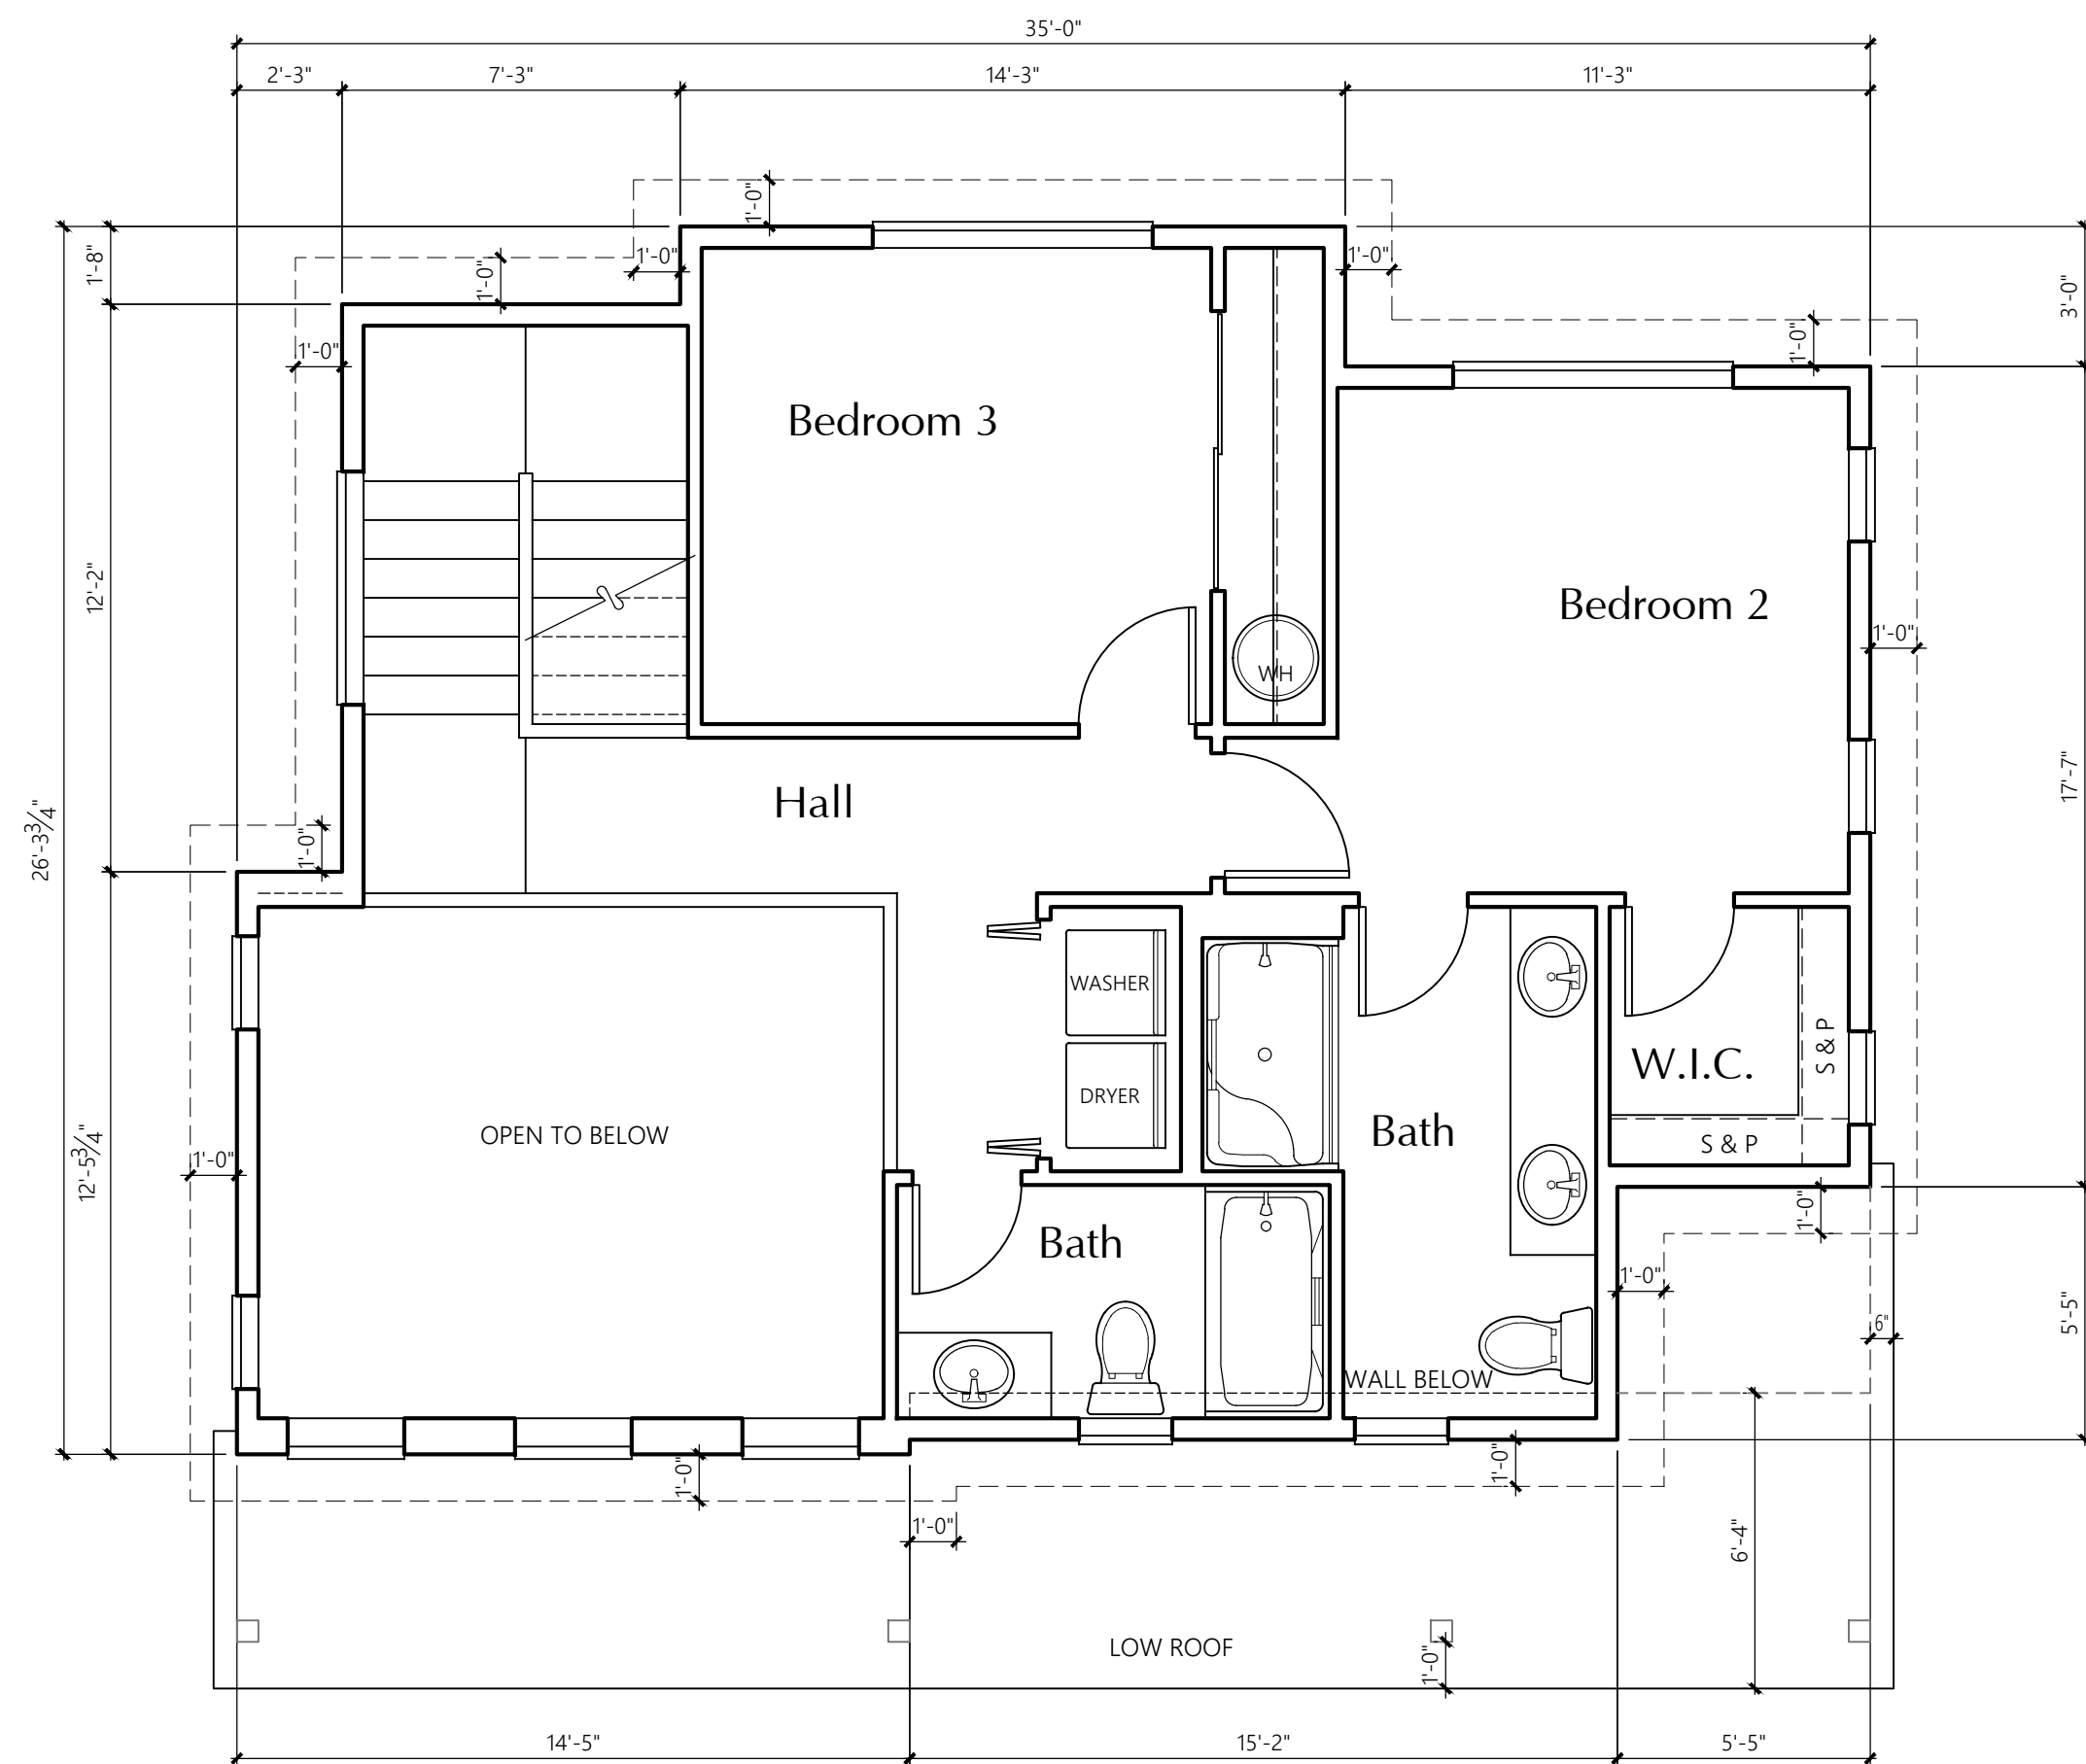 35'-0"
2'-3"
7'-3"
14'-3"
11'-3"
1'-0"
1'-0"
1'-0"
1'-0"
1'-8"
3'-0"
1'-0"
1'-0"
Bedroom 3
12'-2"
Bedroom 2
1'-0"
WH
17'-7"
Hall
26'-3¾"
1'-0"
WASHER
S & P
W.I.C.
DRYER
Bath
OPEN TO BELOW
S & P
12'-5¾"
1'-0"
1'-0"
Bath
1'-0"
5'-5"
6"
WALL BELOW
1'-0"
1'-0"
1'-0"
6'-4"
LOW ROOF
1'-0"
14'-5"
15'-2"
5'-5"